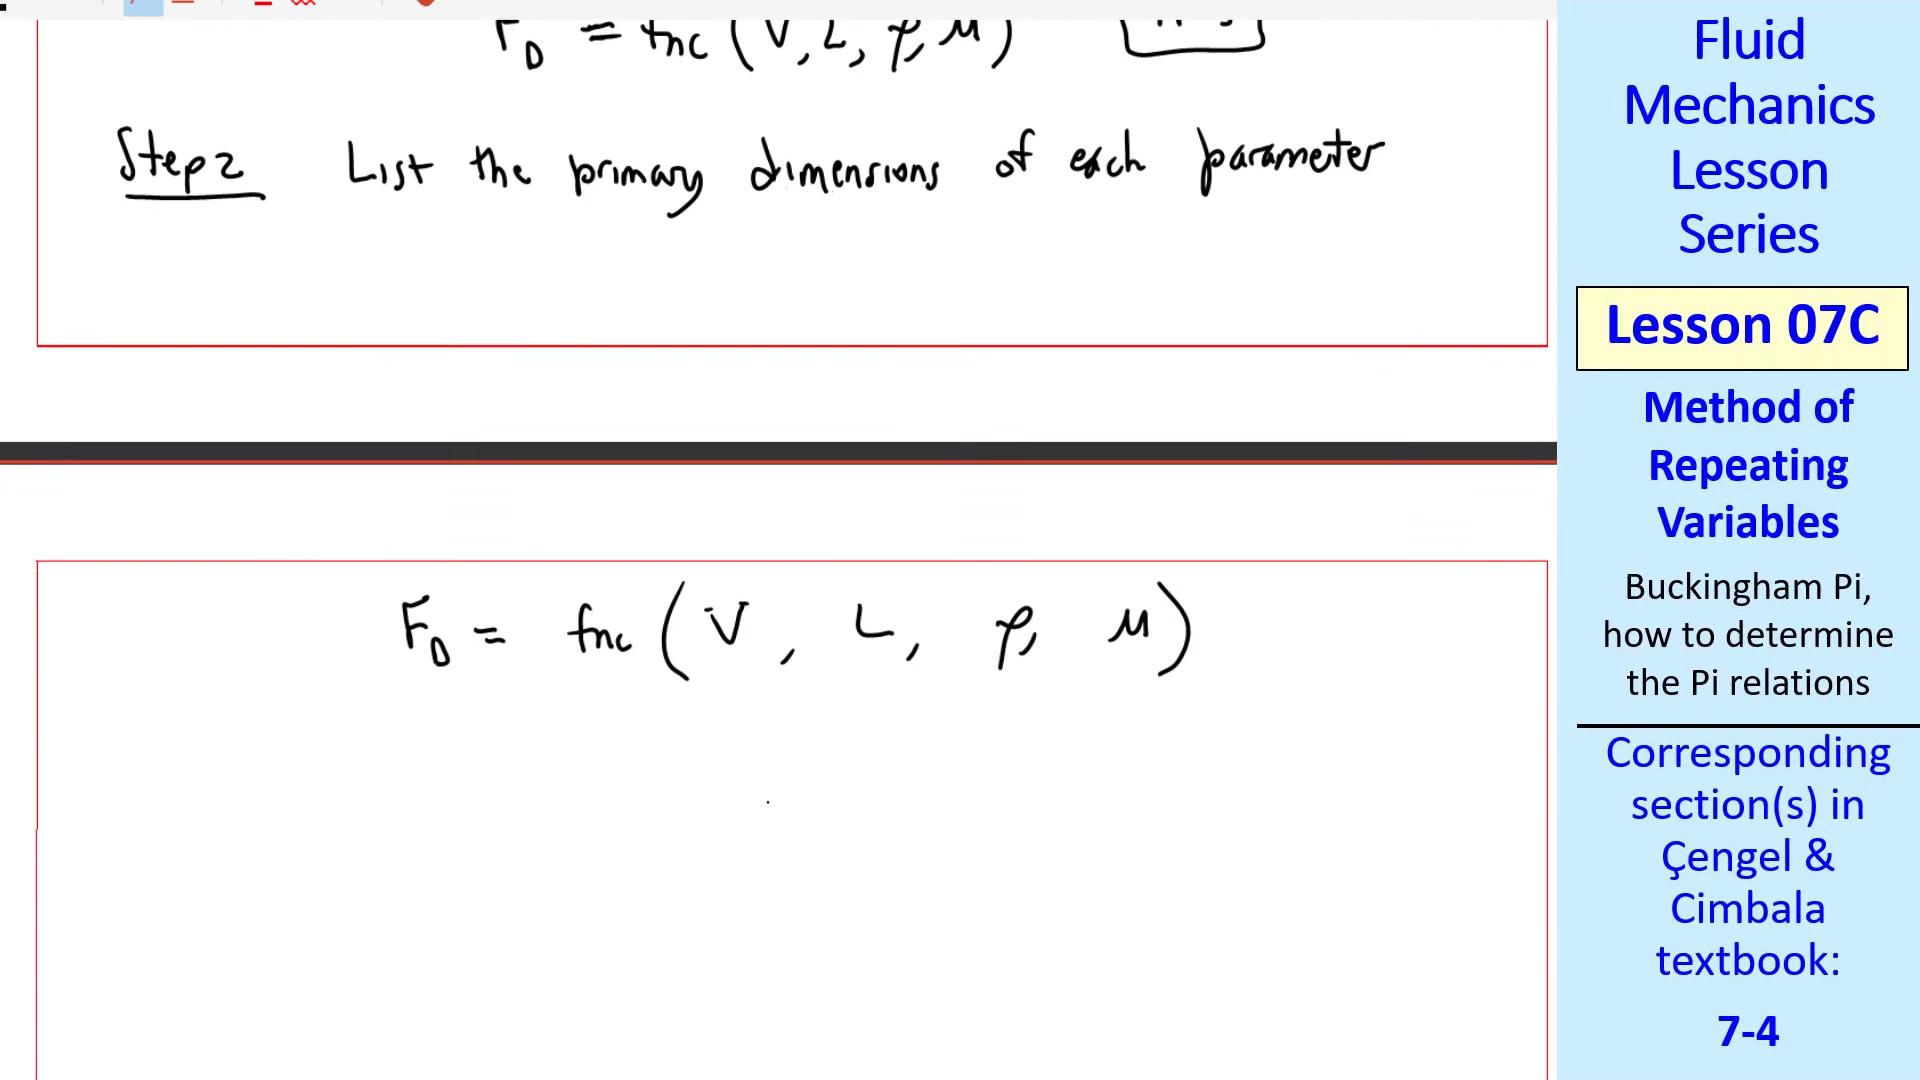 F_D = fnc (V, L, ρ, μ)
Step 2 List the primary dimensions of each parameter
F_D = fnc (V, L, ρ, μ)
Fluid
Mechanics
Lesson
Series
Lesson 07C
Method of
Repeating
Variables
Buckingham Pi,
how to determine
the Pi relations
Corresponding
section(s) in
Çengel &
Cimbala
textbook:
7-4